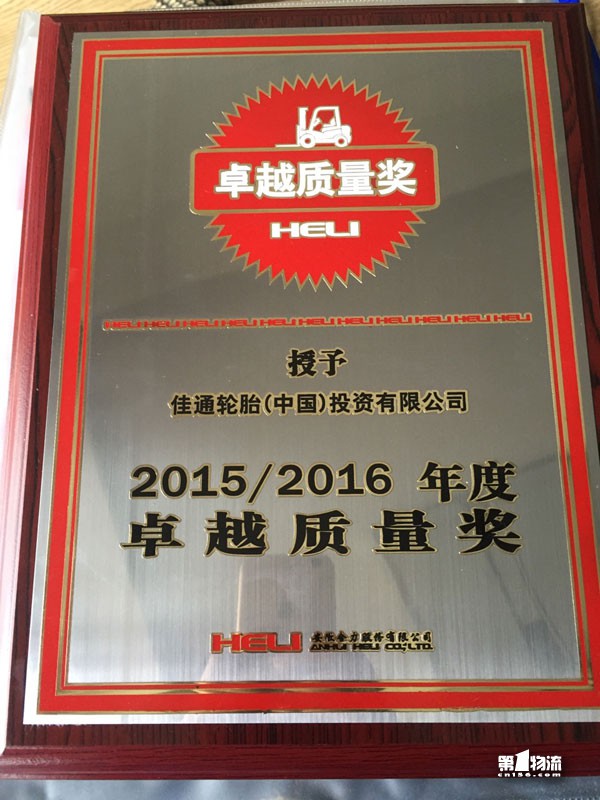 卓越质量奖
HELI
HELI HELI HELI HELI HELI HELI HELI HELI HELI HELI HELI
授予
佳通轮胎(中国)投资有限公司
2015/2016 年度
卓越质量奖
HELI 安徽合力股份有限公司
ANHUI HELI CO.,LTD.
第1物流
cn156.com